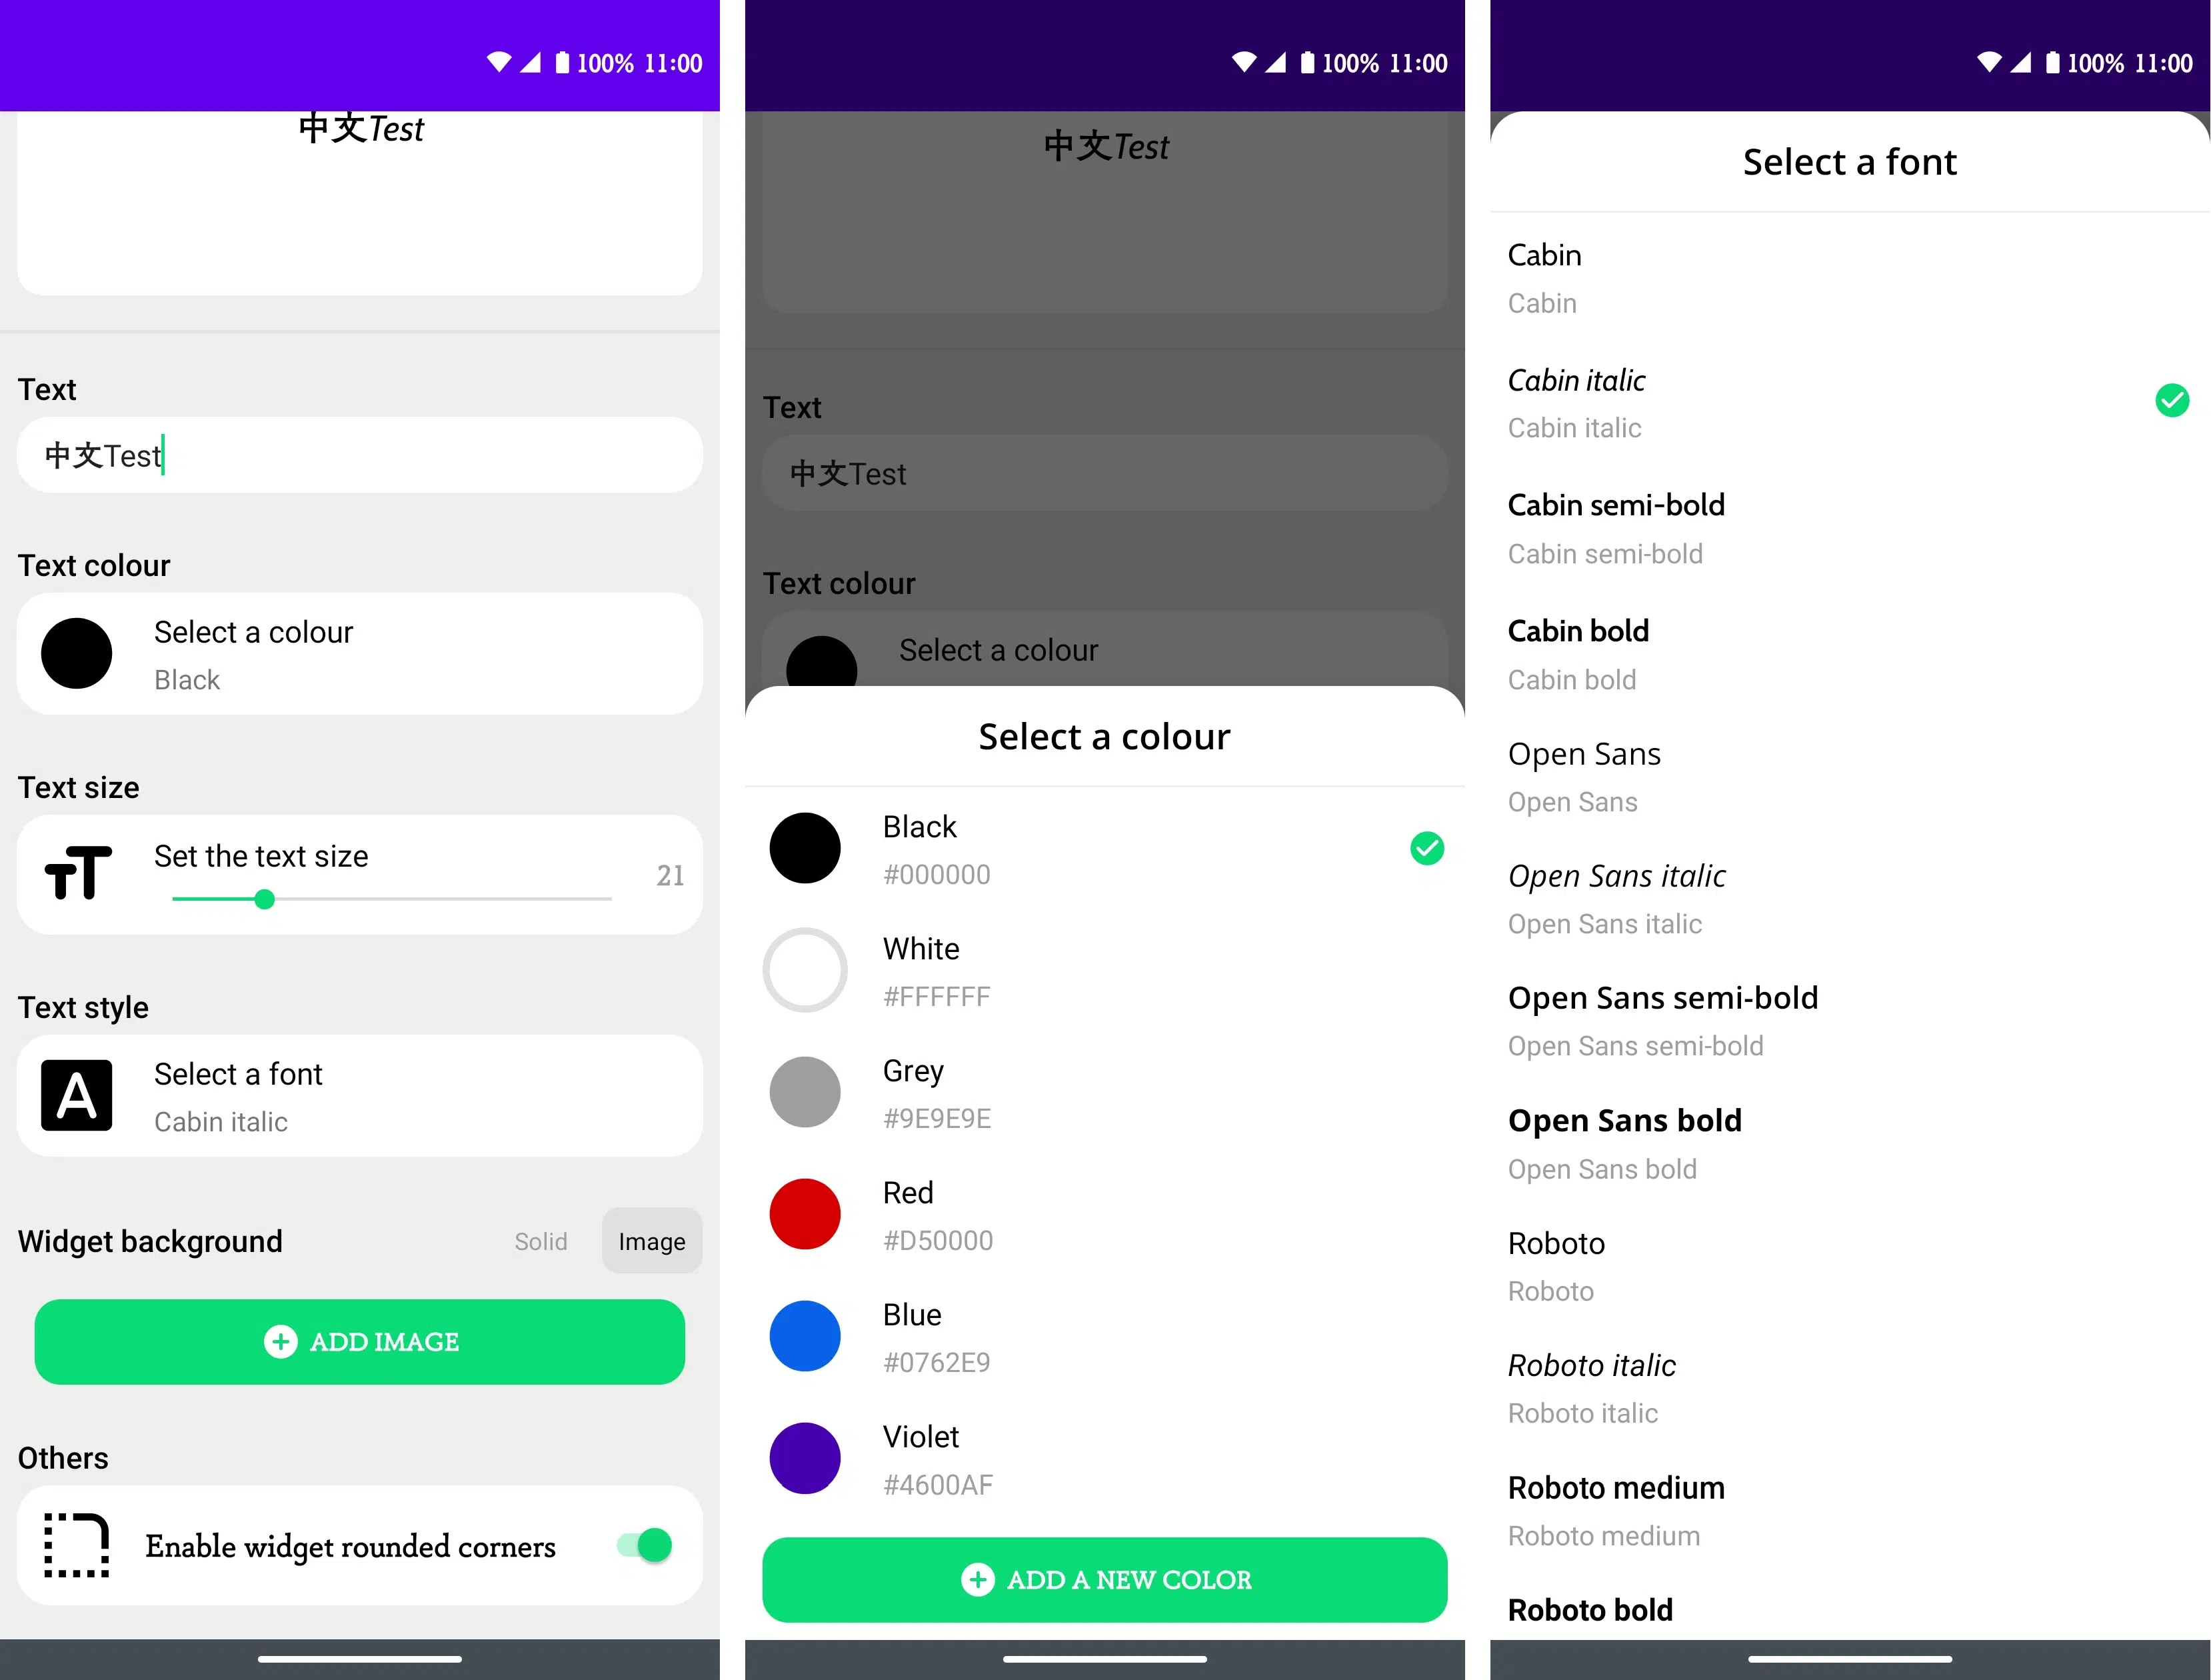 100% 11:00
中文Test
Text
中文Test
Text colour
Select a colour
Black
Text size
Set the text size
21
Text style
Select a font
Cabin italic
Widget background
Solid
Image
ADD IMAGE
Others
Enable widget rounded corners
100% 11:00
中文Test
Text
中文Test
Text colour
Select a colour
Select a colour
Black
#000000
White
#FFFFFF
Grey
#9E9E9E
Red
#D50000
Blue
#0762E9
Violet
#4600AF
ADD A NEW COLOR
100% 11:00
Select a font
Cabin
Cabin
Cabin italic
Cabin italic
Cabin semi-bold
Cabin semi-bold
Cabin bold
Cabin bold
Open Sans
Open Sans
Open Sans italic
Open Sans italic
Open Sans semi-bold
Open Sans semi-bold
Open Sans bold
Open Sans bold
Roboto
Roboto
Roboto italic
Roboto italic
Roboto medium
Roboto medium
Roboto bold